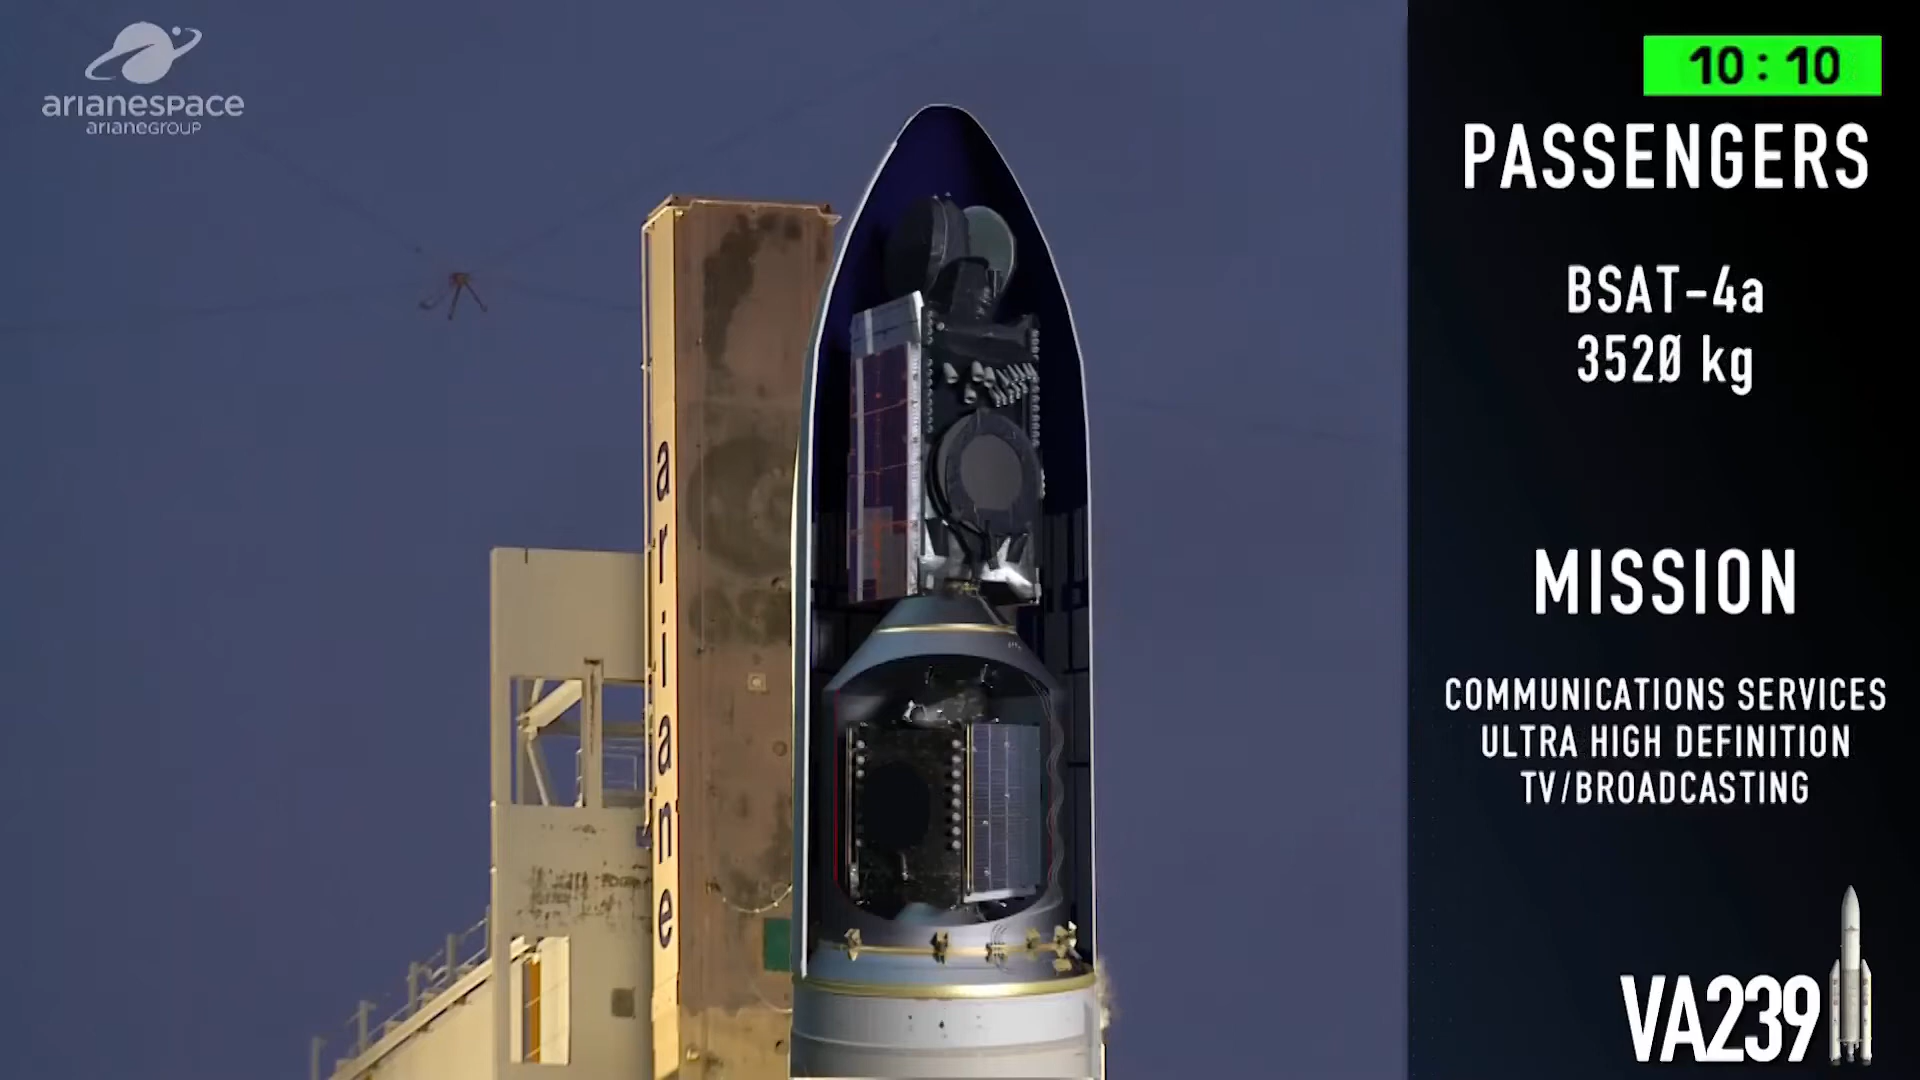 arianespace
arianeGROUP
10:10
PASSENGERS
BSAT-4a
3520 kg
ariane
MISSION
COMMUNICATIONS SERVICES
ULTRA HIGH DEFINITION
TV/BROADCASTING
VA239